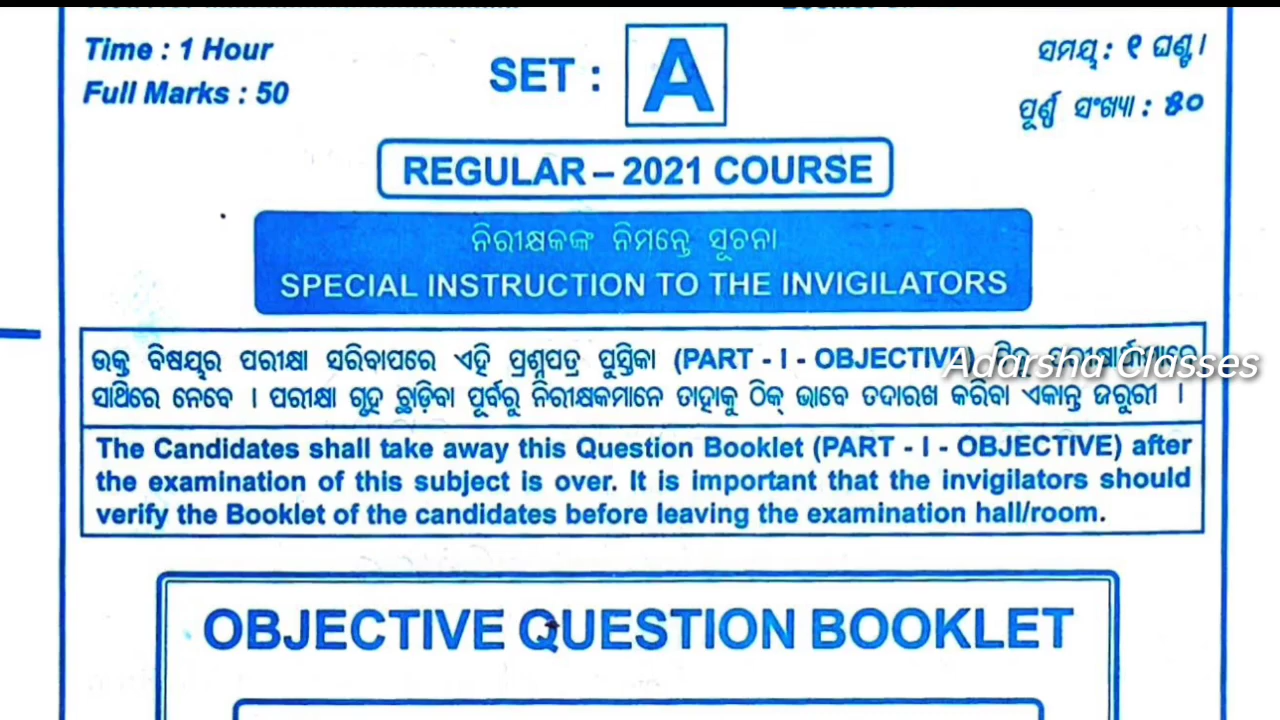 Time : 1 Hour
Full Marks : 50
SET : A
ସମୟ : ୧ ଘଣ୍ଟା
ପୂର୍ଣ୍ଣ ସଂଖ୍ୟା : ୫୦
REGULAR – 2021 COURSE
ନିରୀକ୍ଷକଙ୍କ ନିମନ୍ତେ ସୂଚନା
SPECIAL INSTRUCTION TO THE INVIGILATORS
ଉକ୍ତ ବିଷୟର ପରୀକ୍ଷା ସରିବାପରେ ଏହି ପ୍ରଶ୍ନପତ୍ର ପୁସ୍ତିକା (PART - I - OBJECTIVE)
Adarsha Classes
ସାଥିରେ ନେବେ । ପରୀକ୍ଷା ଗୃହ ଛାଡ଼ିବା ପୂର୍ବରୁ ନିରୀକ୍ଷକମାନେ ତାହାକୁ ଠିକ୍ ଭାବେ ତଦାରଖ କରିବା ଏକାନ୍ତ ଜରୁରୀ ।
The Candidates shall take away this Question Booklet (PART - I - OBJECTIVE) after
the examination of this subject is over. It is important that the invigilators should
verify the Booklet of the candidates before leaving the examination hall/room.
OBJECTIVE QUESTION BOOKLET